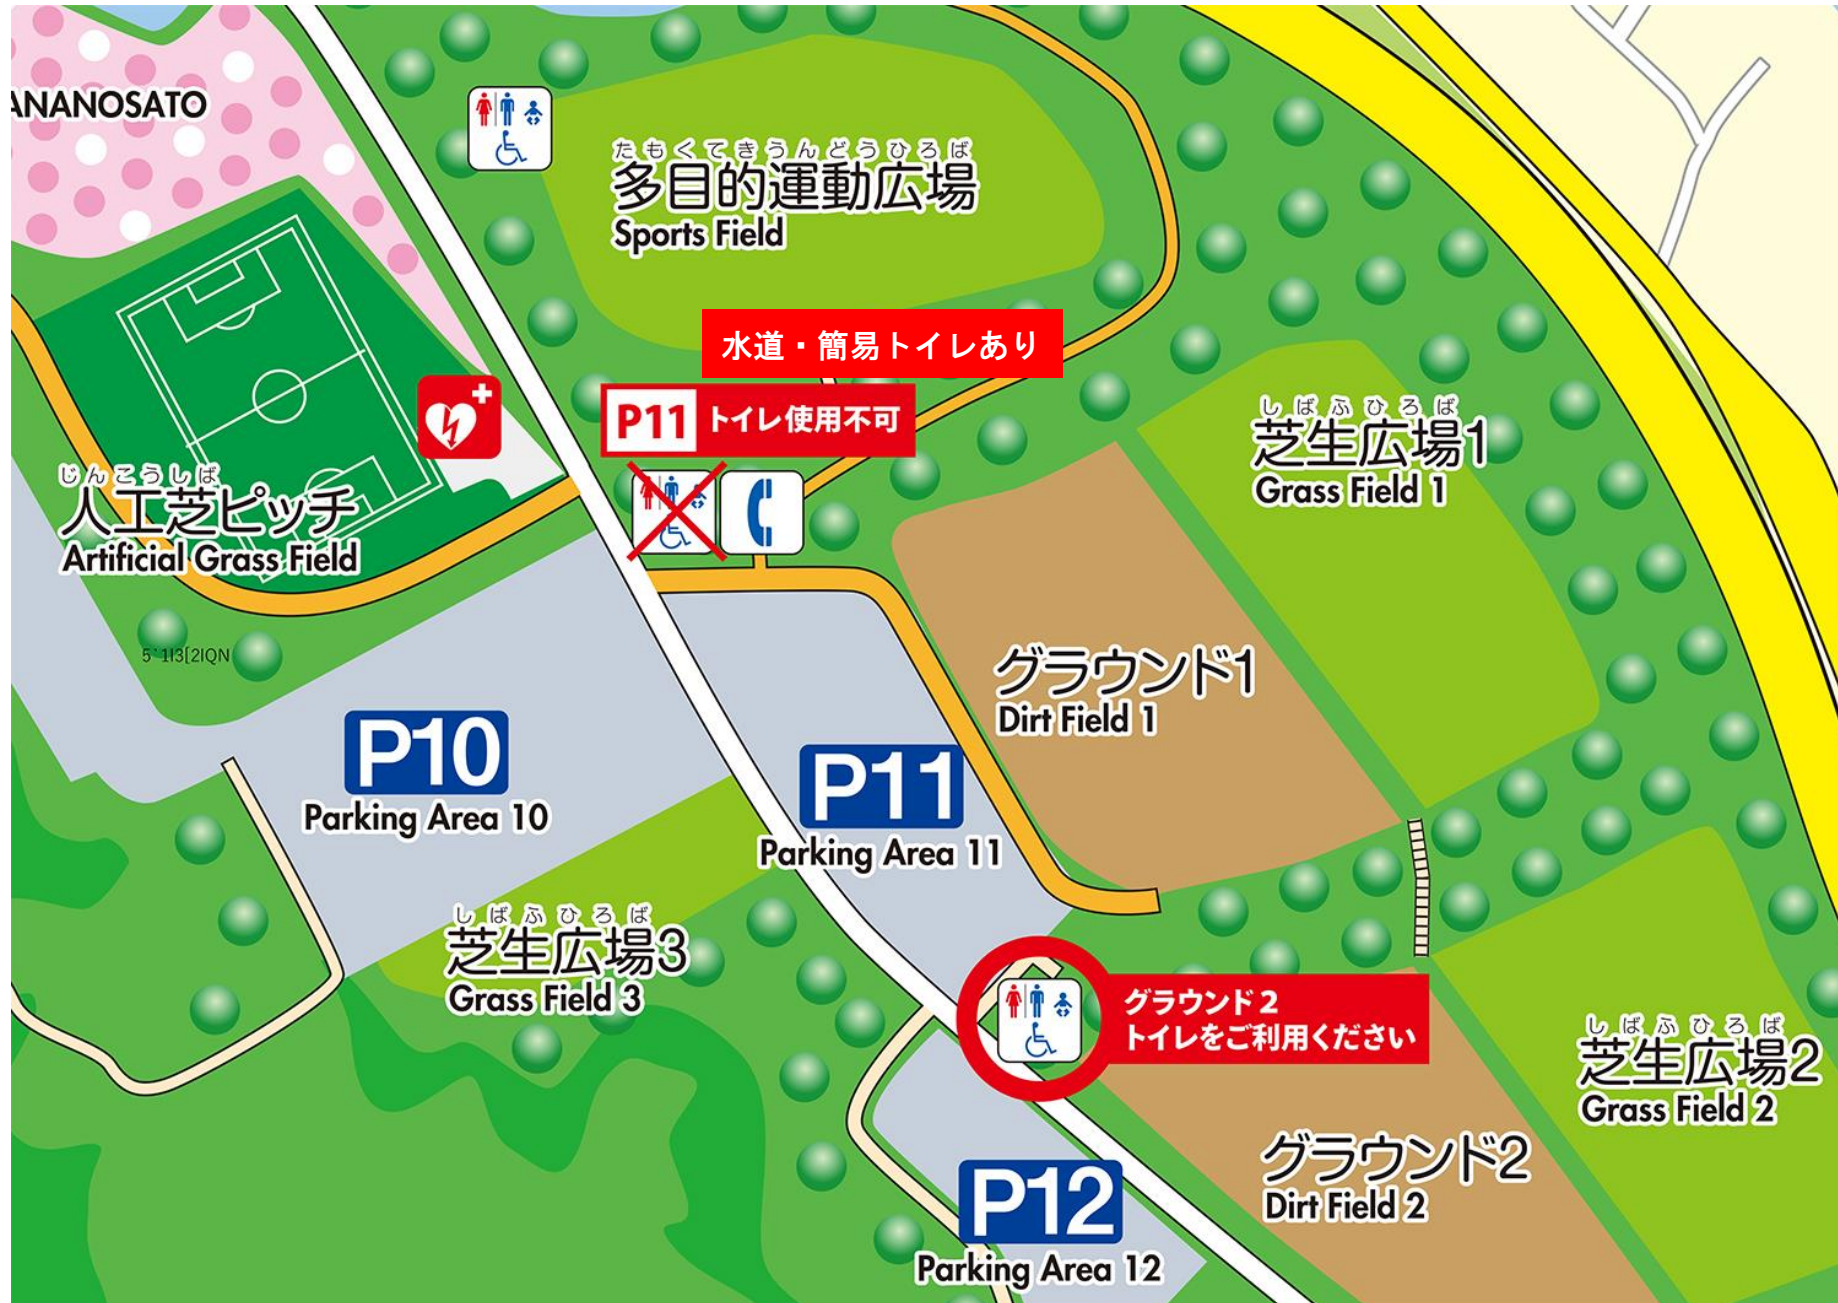 ANANOSATO
たもくてきうんどうひろば
多目的運動広場
Sports Field
水道・簡易トイレあり
P11 トイレ使用不可
しばふひろば
芝生広場1
Grass Field 1
じんこうしば
人工芝ピッチ
Artificial Grass Field
グラウンド1
Dirt Field 1
P10
Parking Area 10
P11
Parking Area 11
しばふひろば
芝生広場3
Grass Field 3
グラウンド2
トイレをご利用ください
しばふひろば
芝生広場2
Grass Field 2
グラウンド2
Dirt Field 2
P12
Parking Area 12